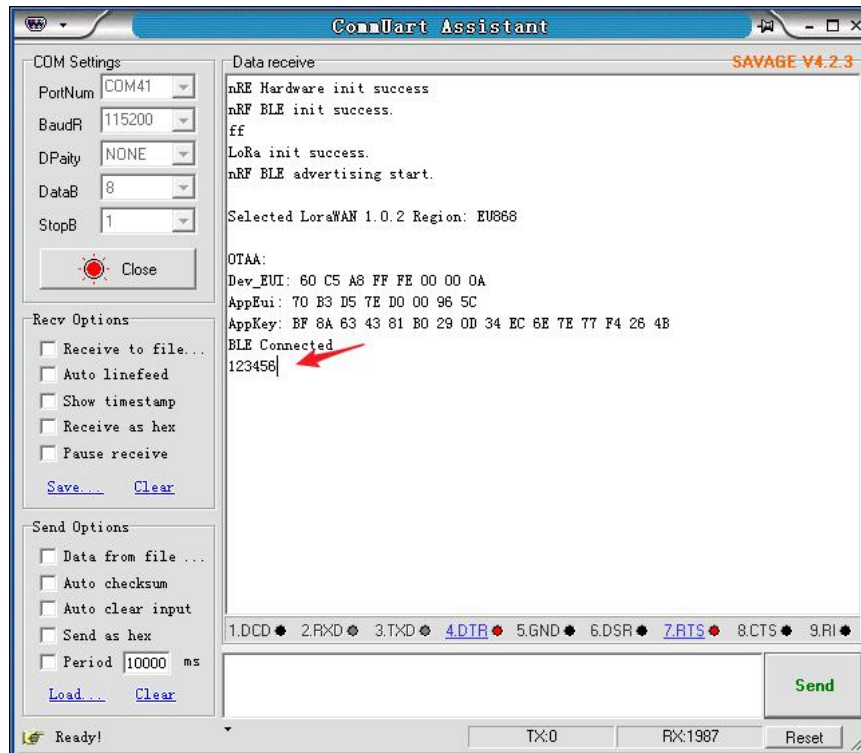 CommUart Assistant
COM Settings
PortNum COM41
BaudR 115200
DPaity NONE
DataB 8
StopB 1
Close
Recv Options
Receive to file...
Auto linefeed
Show timestamp
Receive as hex
Pause receive
Save... Clear
Send Options
Data from file ...
Auto checksum
Auto clear input
Send as hex
Period 10000 ms
Load... Clear
Data receive
SAVAGE V4.2.3
nRE Hardware init success
nRF BLE init success.
ff
LoRa init success.
nRF BLE advertising start.
Selected LoraWAN 1.0.2 Region: EU868
OTAA:
Dev_EUI: 60 C5 A8 FF FE 00 00 0A
AppEui: 70 B3 D5 7E D0 00 96 5C
AppKey: BF 8A 63 43 81 B0 29 0D 34 EC 6E 7E 77 F4 26 4B
BLE Connected
123456
1.DCD 2.RXD 3.TXD 4.DTR 5.GND 6.DSR 7.RTS 8.CTS 9.RI
Send
Ready! TX:0 RX:1987 Reset